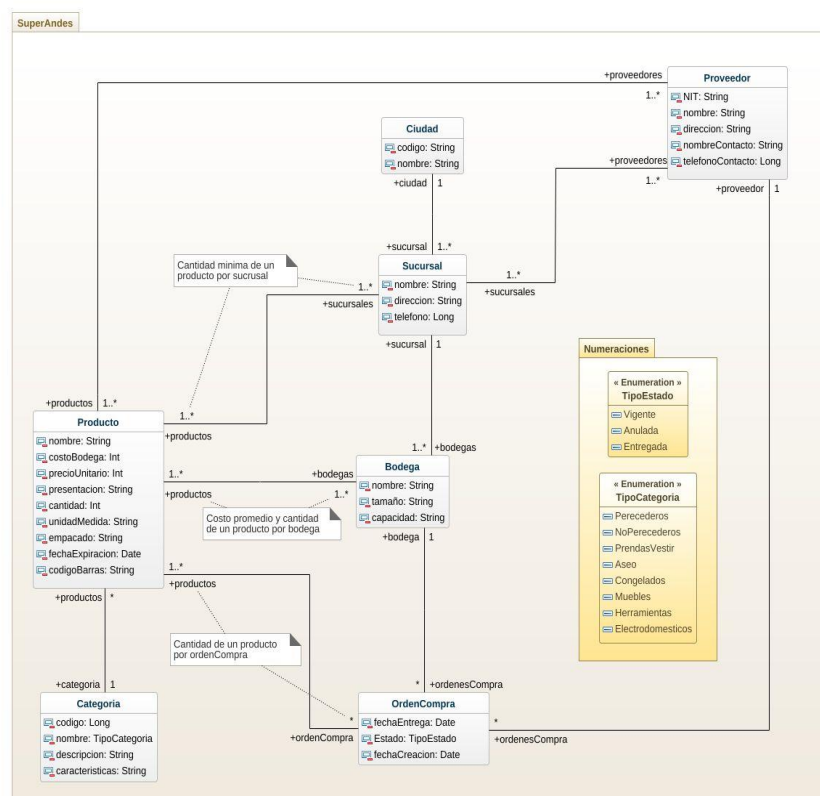 SuperAndes
+proveedores
1..*
Proveedor
NIT: String
nombre: String
direccion: String
nombreContacto: String
telefonoContacto: Long
+proveedores
1..*
+proveedor 1
Ciudad
codigo: String
nombre: String
+ciudad 1
+sucursal 1..*
Sucursal
nombre: String
direccion: String
telefono: Long
1..*
+sucursales
1..*
+sucursales
+sucursal 1
Cantidad minima de un
producto por sucrusal
Numeraciones
« Enumeration »
TipoEstado
Vigente
Anulada
Entregada
« Enumeration »
TipoCategoria
Perecederos
NoPerecederos
PrendasVestir
Aseo
Congelados
Muebles
Herramientas
Electrodomesticos
+productos 1..*
1..*
+productos
Producto
nombre: String
costoBodega: Int
precioUnitario: Int
presentacion: String
cantidad: Int
unidadMedida: String
empacado: String
fechaExpiracion: Date
codigoBarras: String
1..*
+productos
+bodegas
1..*
1..* +bodegas
Bodega
nombre: String
tamaño: String
capacidad: String
+bodega 1
Costo promedio y cantidad
de un producto por bodega
1..*
+productos
+productos *
Cantidad de un producto
por ordenCompra
+categoria 1
Categoria
codigo: Long
nombre: TipoCategoria
descripcion: String
caracteristicas: String
* +ordenesCompra
OrdenCompra
fechaEntrega: Date
Estado: TipoEstado
fechaCreacion: Date
*
+ordenCompra
*
+ordenesCompra